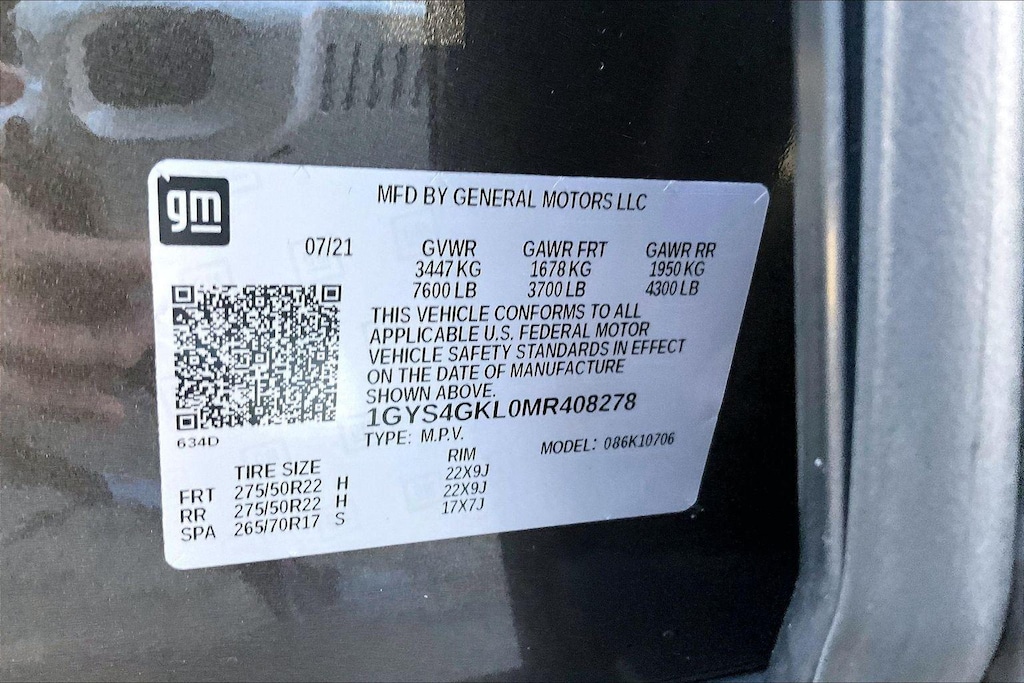 gm
MFD BY GENERAL MOTORS LLC
07/21 GVWR GAWR FRT GAWR RR
3447 KG 1678 KG 1950 KG
7600 LB 3700 LB 4300 LB
THIS VEHICLE CONFORMS TO ALL
APPLICABLE U.S. FEDERAL MOTOR
VEHICLE SAFETY STANDARDS IN EFFECT
ON THE DATE OF MANUFACTURE
SHOWN ABOVE.
1GYS4GKL0MR408278
634D
TYPE: M.P.V. MODEL: 086K10706
TIRE SIZE RIM
FRT 275/50R22 H 22X9J
RR 275/50R22 H 22X9J
SPA 265/70R17 S 17X7J